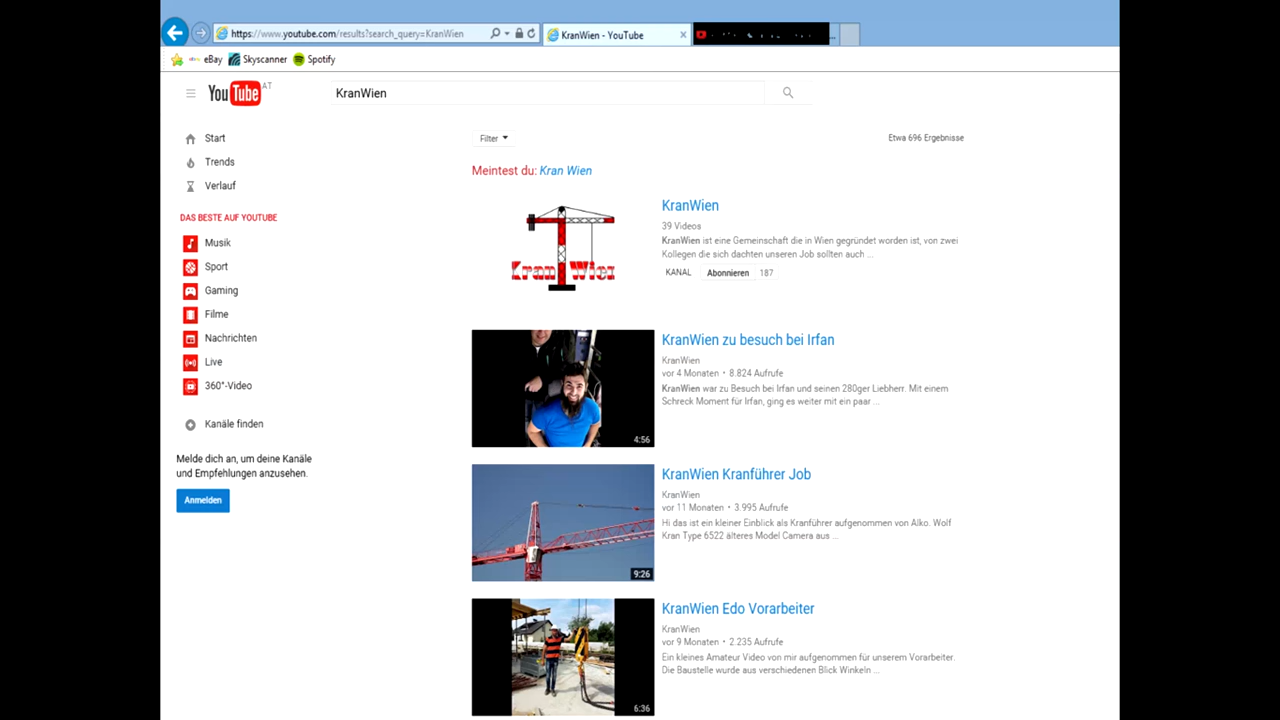 https://www.youtube.com/results?search_query=KranWien
KranWien - YouTube
eBay Skyscanner Spotify
YouTube AT
KranWien
Start
Trends
Verlauf
DAS BESTE AUF YOUTUBE
Musik
Sport
Gaming
Filme
Nachrichten
Live
360°-Video
Kanäle finden
Melde dich an, um deine Kanäle
und Empfehlungen anzusehen.
Anmelden
Filter
Etwa 696 Ergebnisse
Meintest du: Kran Wien
Kran Wien
KranWien
39 Videos
KranWien ist eine Gemeinschaft die in Wien gegründet worden ist, von zwei
Kollegen die sich dachten unseren Job sollten auch ...
KANAL Abonnieren 187
KranWien zu besuch bei Irfan
KranWien
vor 4 Monaten • 8.824 Aufrufe
KranWien war zu Besuch bei Irfan und seinen 280ger Liebherr. Mit einem
Schreck Moment für Irfan, ging es weiter mit ein paar ...
4:56
KranWien Kranführer Job
KranWien
vor 11 Monaten • 3.995 Aufrufe
Hi das ist ein kleiner Einblick als Kranführer aufgenommen von Alko. Wolf
Kran Type 6522 älteres Model Camera aus ...
9:26
KranWien Edo Vorarbeiter
KranWien
vor 9 Monaten • 2.235 Aufrufe
Ein kleines Amateur Video von mir aufgenommen für unserem Vorarbeiter.
Die Baustelle wurde aus verschiedenen Blick Winkeln ...
6:36